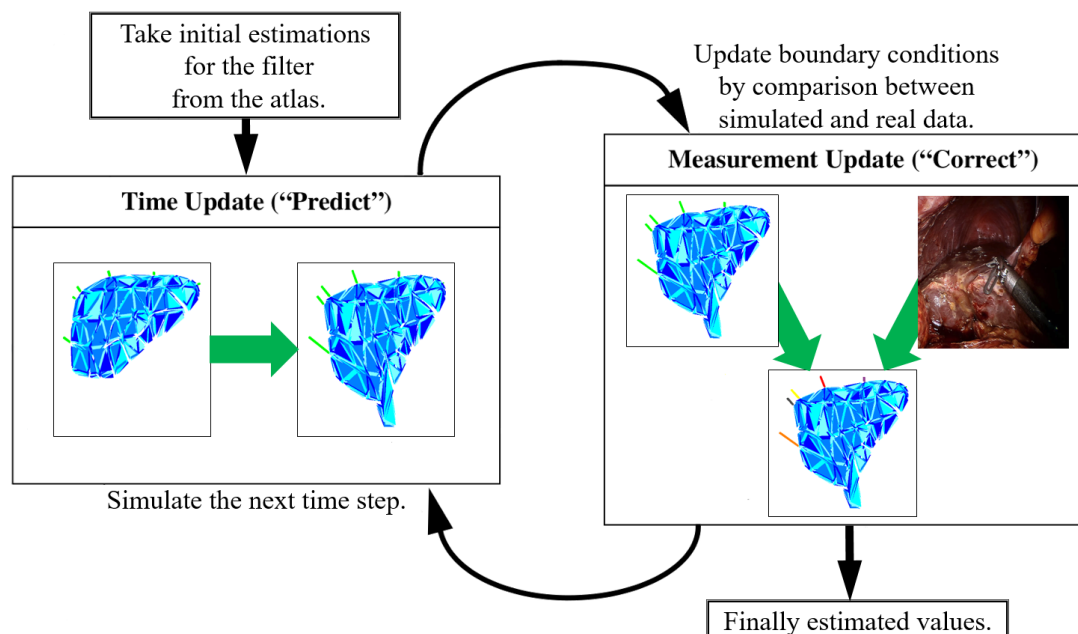 Take initial estimations
for the filter
from the atlas.
Update boundary conditions
by comparison between
simulated and real data.
Time Update (“Predict”)
Measurement Update (“Correct”)
Simulate the next time step.
Finally estimated values.